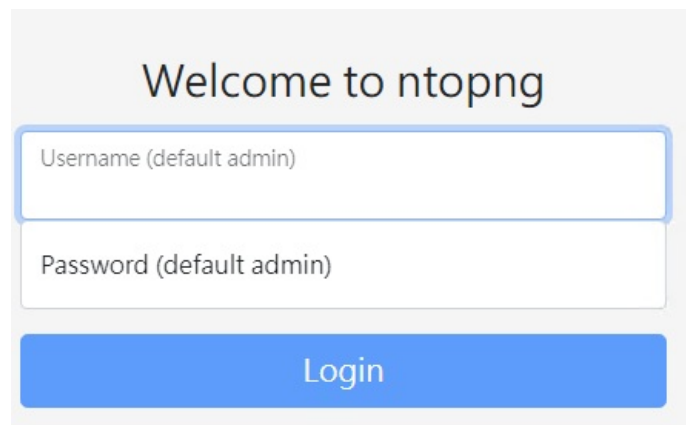 Welcome to ntopng
Username (default admin)
Password (default admin)
Login